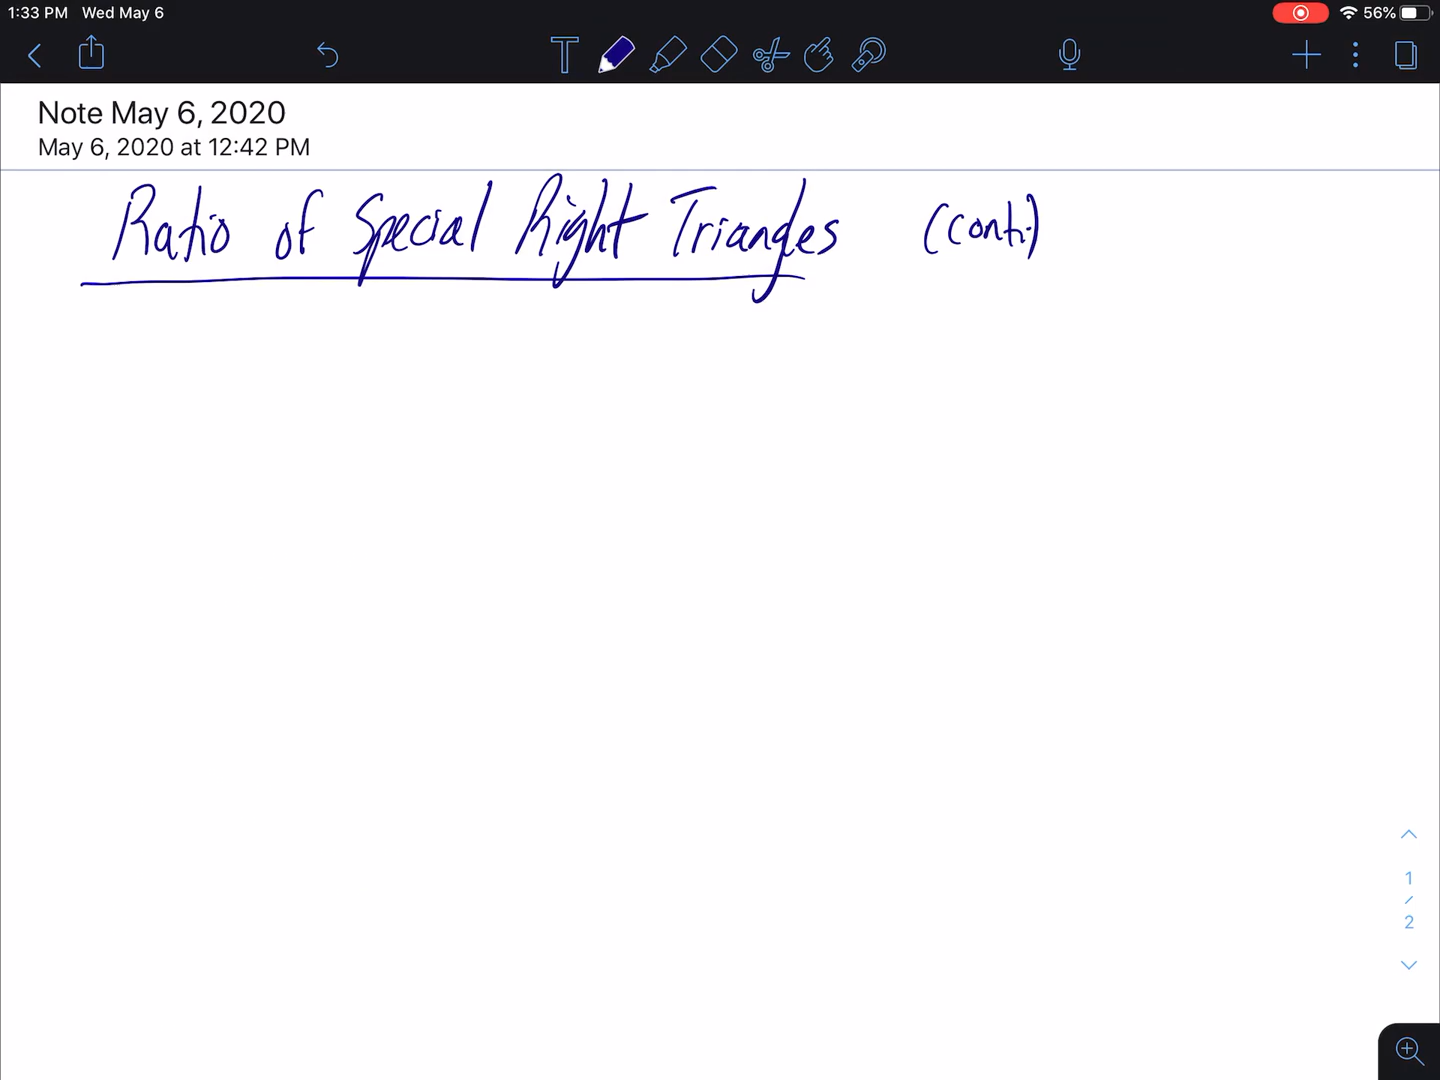 1:33 PM Wed May 6 56%
T
Note May 6, 2020
May 6, 2020 at 12:42 PM
Ratio of Special Right Triangles (cont.)
1
/
2